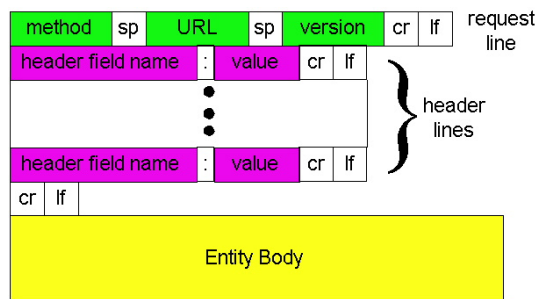 method sp URL sp version cr lf request line
header field name : value cr lf
header lines
header field name : value cr lf
cr lf
Entity Body